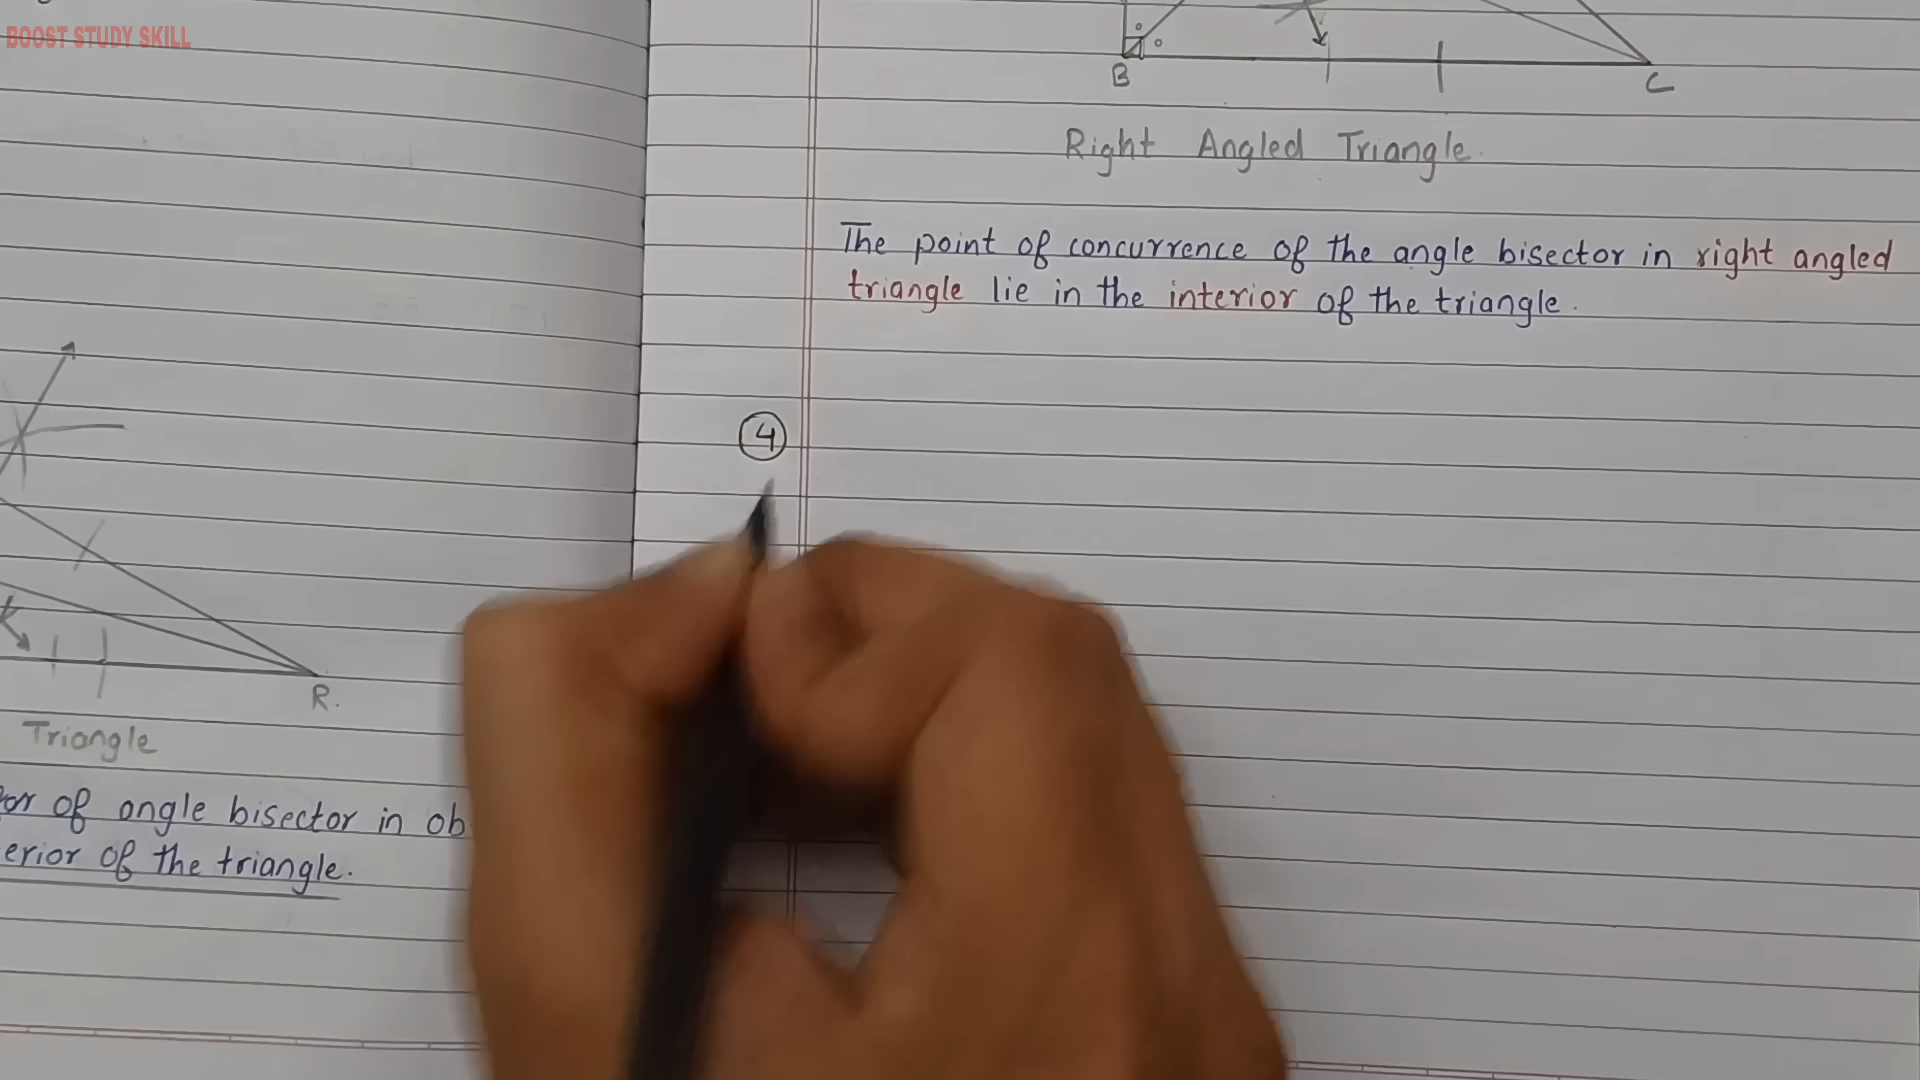 BOOST STUDY SKILL
B
C
Right Angled Triangle.
The point of concurrence of the angle bisector in right angled
triangle lie in the interior of the triangle.
4
R.
Triangle
of angle bisector in ob
erior of the triangle.